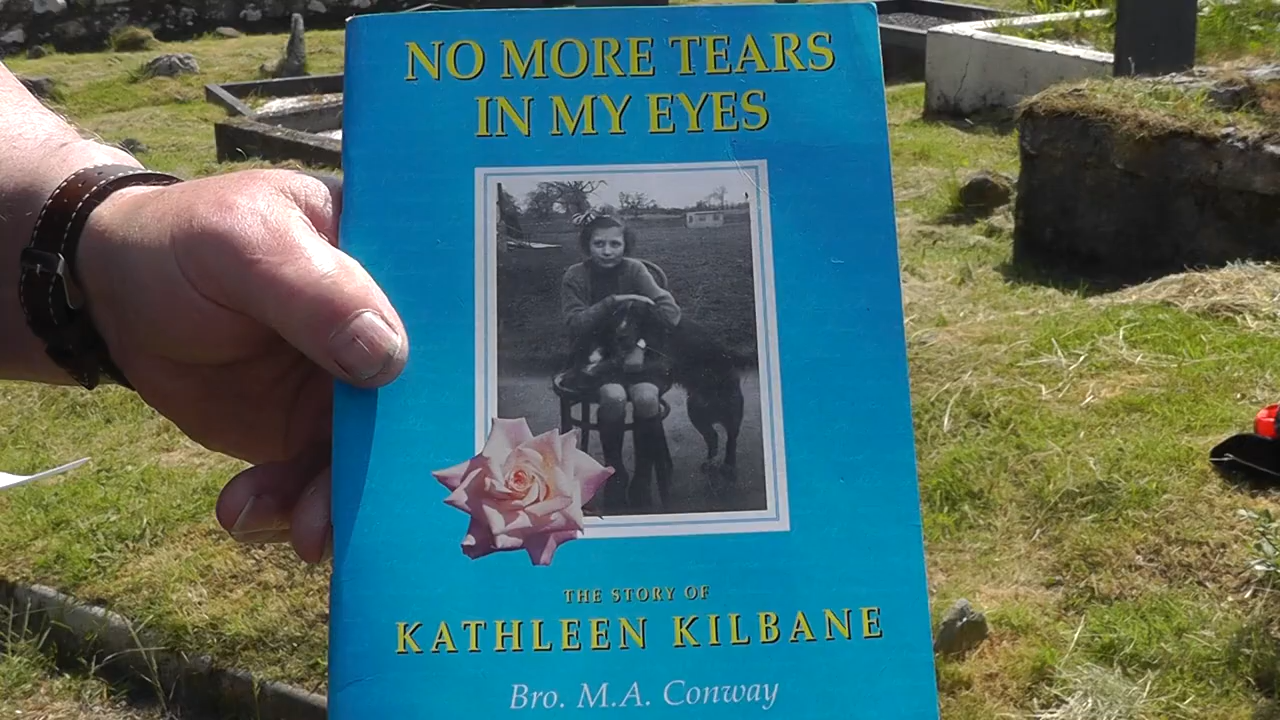 NO MORE TEARS
IN MY EYES
THE STORY OF
KATHLEEN KILBANE
Bro. M.A. Conway